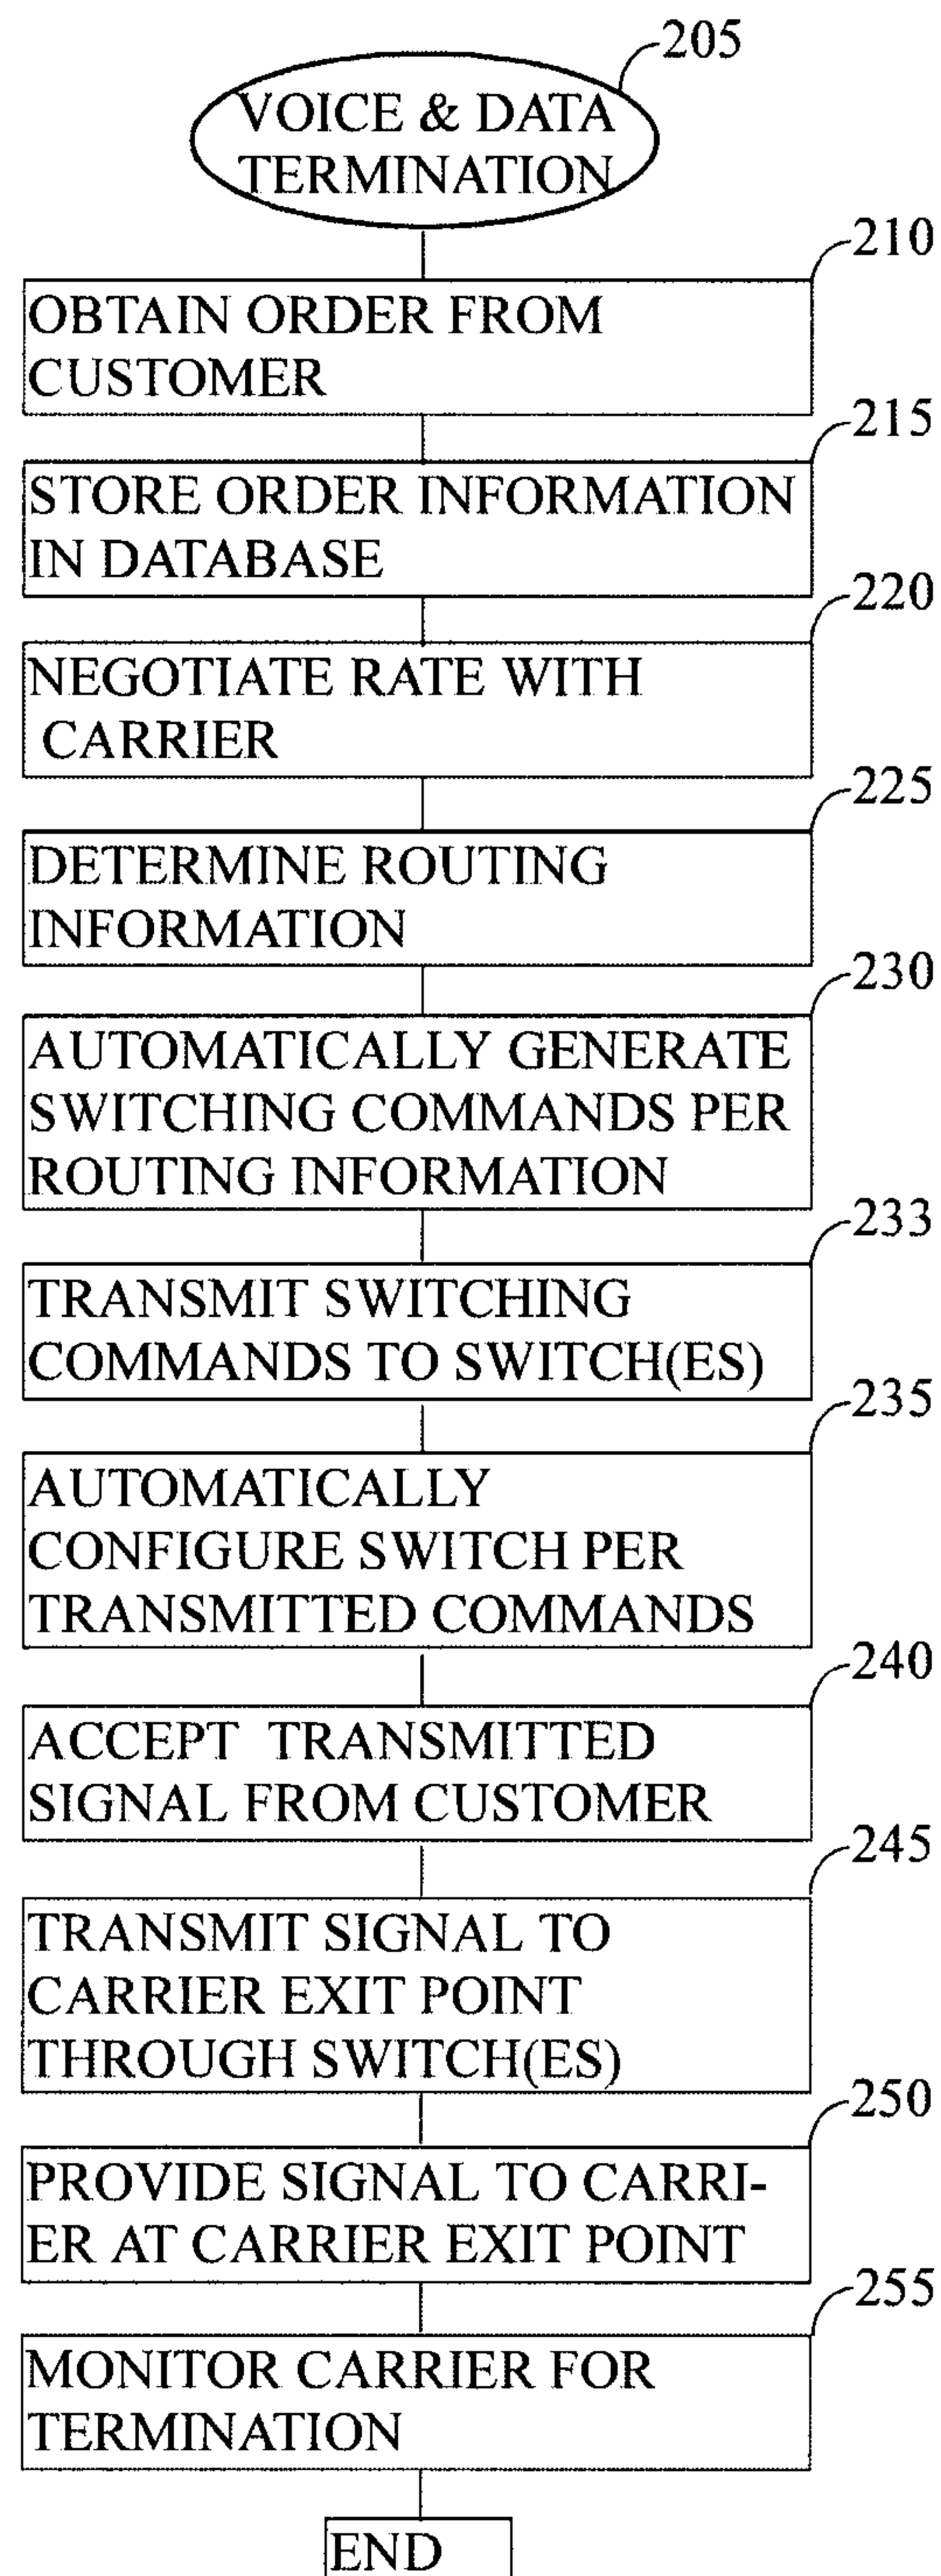 205
VOICE & DATA
TERMINATION
210
OBTAIN ORDER FROM
CUSTOMER
215
STORE ORDER INFORMATION
IN DATABASE
220
NEGOTIATE RATE WITH
CARRIER
225
DETERMINE ROUTING
INFORMATION
230
AUTOMATICALLY GENERATE
SWITCHING COMMANDS PER
ROUTING INFORMATION
233
TRANSMIT SWITCHING
COMMANDS TO SWITCH(ES)
235
AUTOMATICALLY
CONFIGURE SWITCH PER
TRANSMITTED COMMANDS
240
ACCEPT TRANSMITTED
SIGNAL FROM CUSTOMER
245
TRANSMIT SIGNAL TO
CARRIER EXIT POINT
THROUGH SWITCH(ES)
250
PROVIDE SIGNAL TO CARRI-
ER AT CARRIER EXIT POINT
255
MONITOR CARRIER FOR
TERMINATION
END